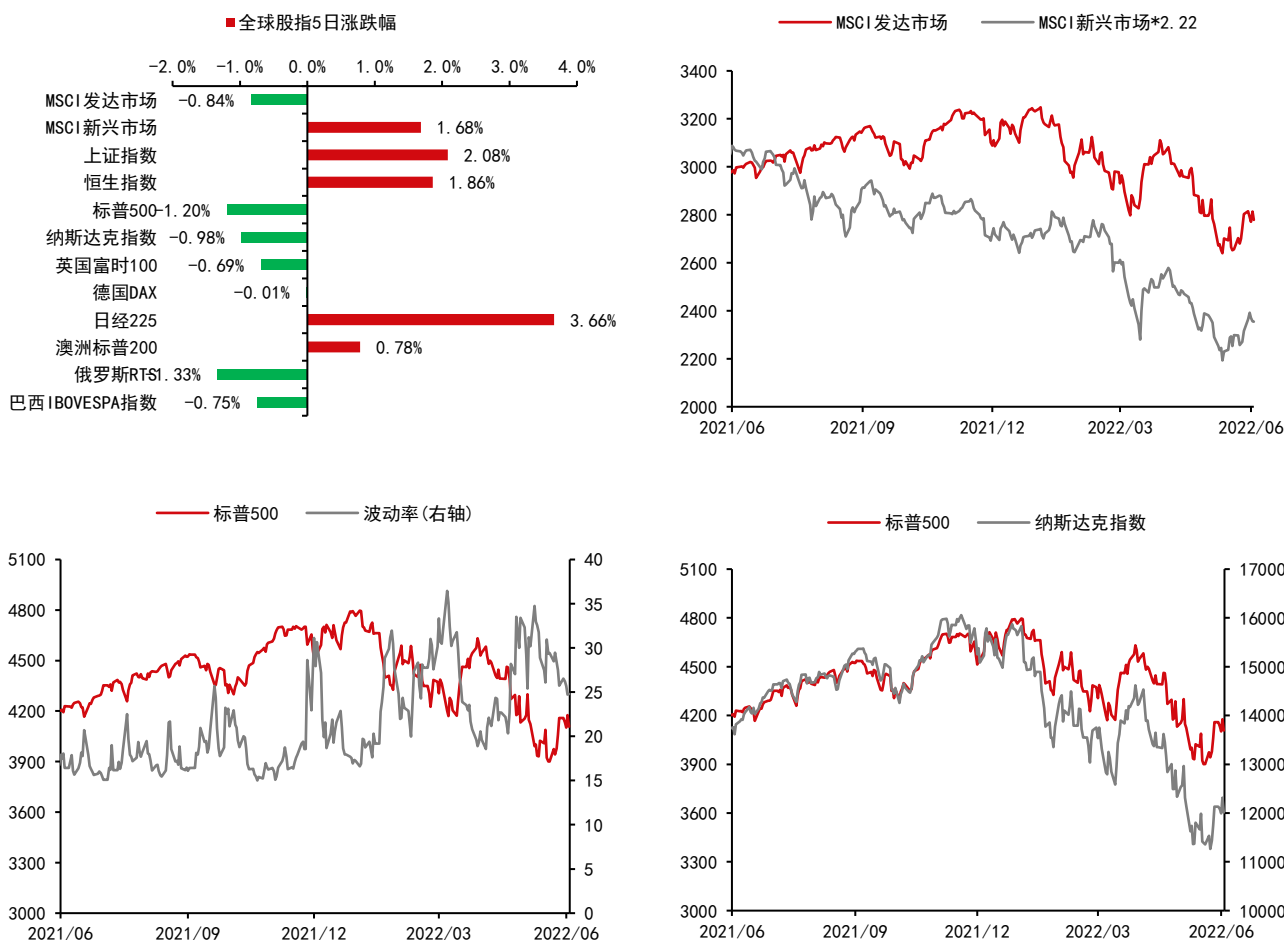 全球股指5日涨跌幅
-2.0% -1.0% 0.0% 1.0% 2.0% 3.0% 4.0%
MSCI发达市场 -0.84%
MSCI新兴市场 1.68%
上证指数 2.08%
恒生指数 1.86%
标普500 -1.20%
纳斯达克指数 -0.98%
英国富时100 -0.69%
德国DAX -0.01%
日经225 3.66%
澳洲标普200 0.78%
俄罗斯RTS -1.33%
巴西IBOVESPA指数 -0.75%
MSCI发达市场 MSCI新兴市场*2.22
3400
3200
3000
2800
2600
2400
2200
2000
2021/06 2021/09 2021/12 2022/03 2022/06
标普500 波动率(右轴)
5100 40
4800 35
4500 30
4200 25
3900 20
3600 15
3300 10
3000 5
0
2021/06 2021/09 2021/12 2022/03 2022/06
标普500 纳斯达克指数
5100 17000
4800 16000
4500 15000
4200 14000
3900 13000
3600 12000
3300 11000
3000 10000
2021/06 2021/09 2021/12 2022/03 2022/06